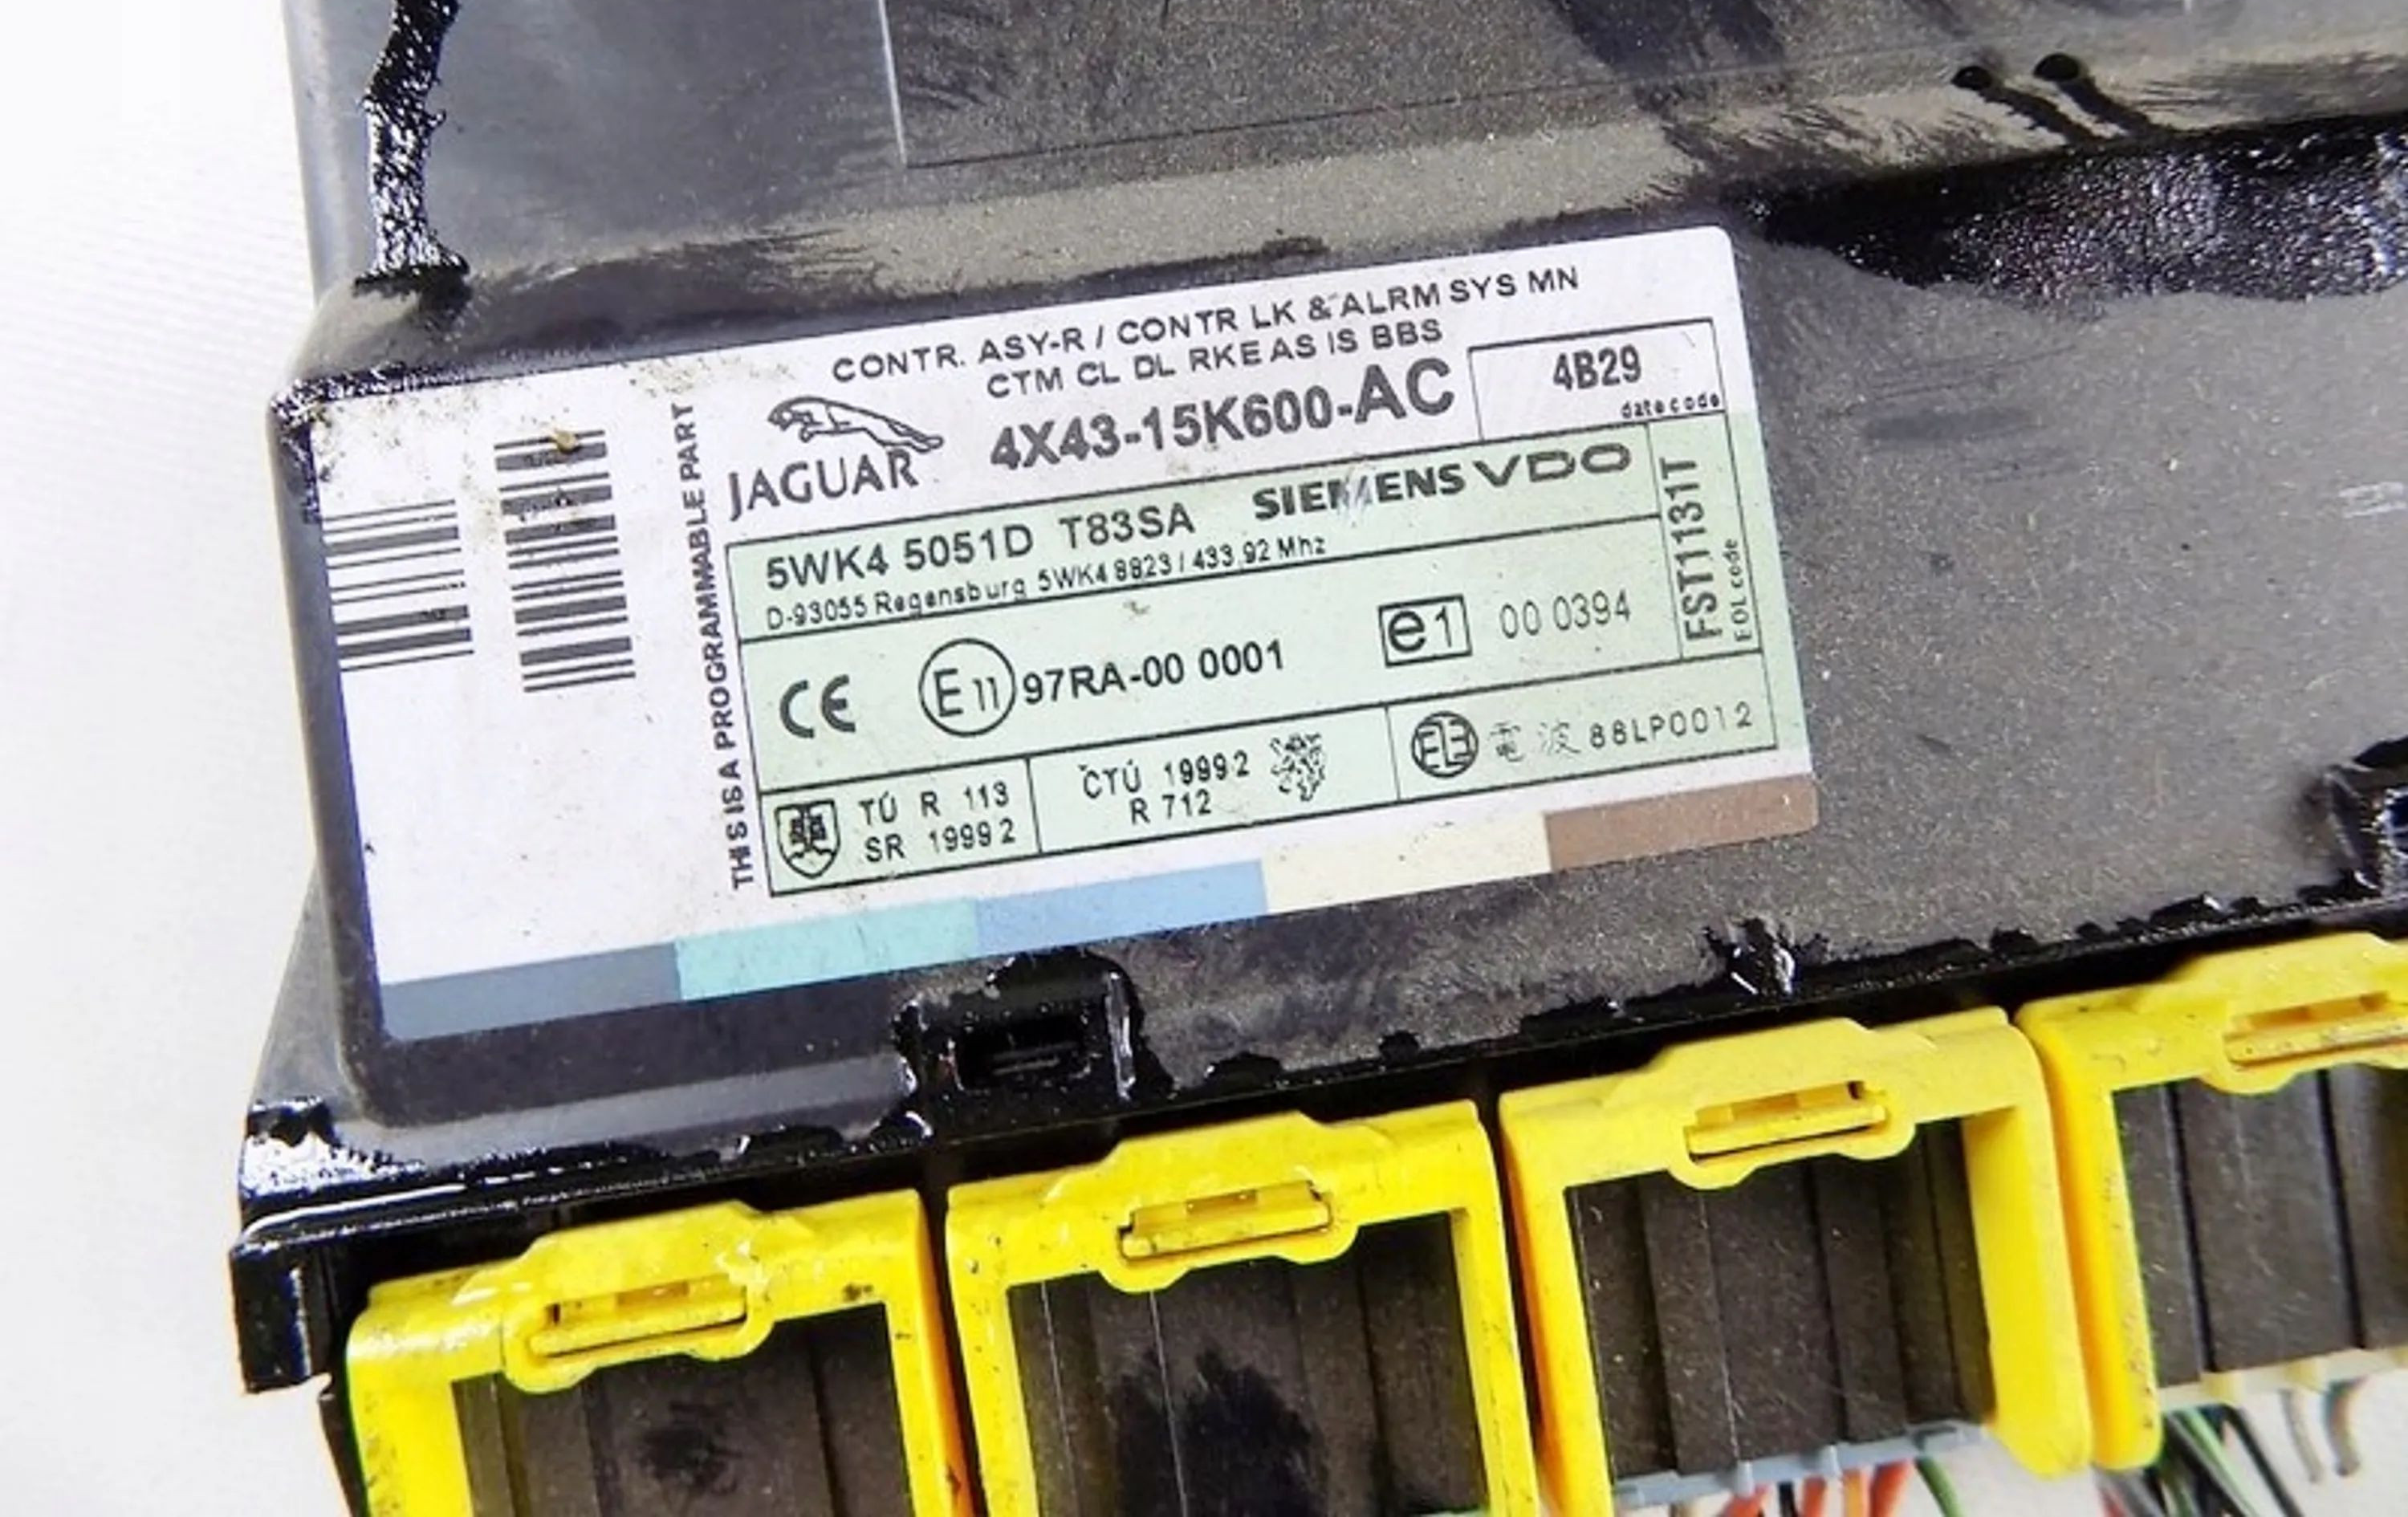 CONTR. ASY-R / CONTR LK & ALRM SYS MN
CTM CL DL RKE AS IS BBS
4X43-15K600-AC
4B29
date code
JAGUAR
THIS IS A PROGRAMMABLE PART
5WK4 5051D T83SA SIEMENS VDO
D-93055 Regensburg 5WK4 8823 / 433.92 Mhz
FST1131T
EOL code
CE E11 97RA-00 0001 e1 00 0394
TÚ R 113
SR 1999 2
ČTÚ 1999 2
R 712
電波 88LP0012